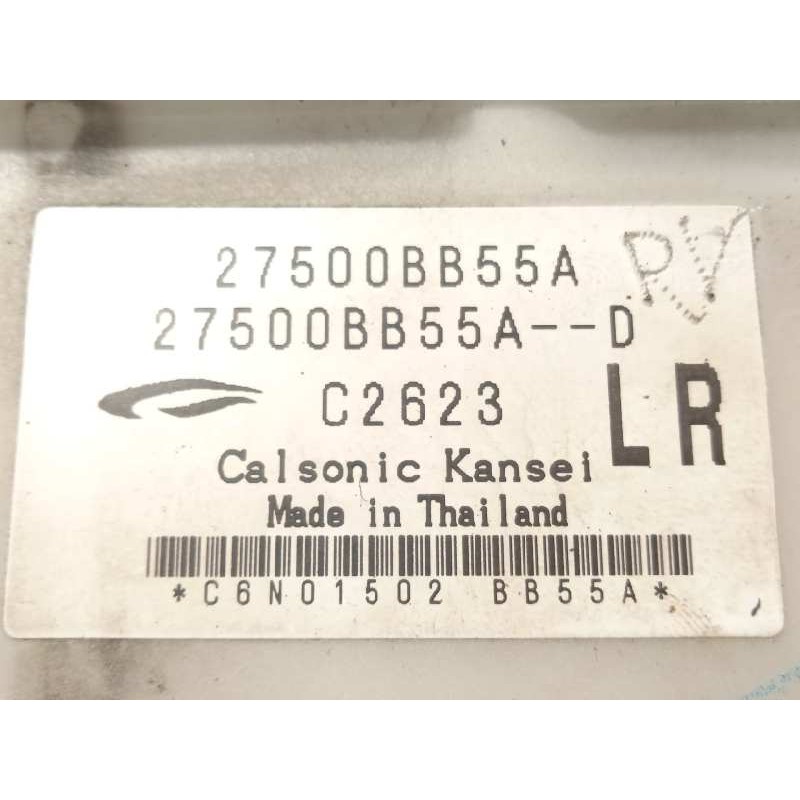 27500BB55A
27500BB55A--D
C2623
LR
Calsonic Kansei
Made in Thailand
*C6N01502 BB55A*